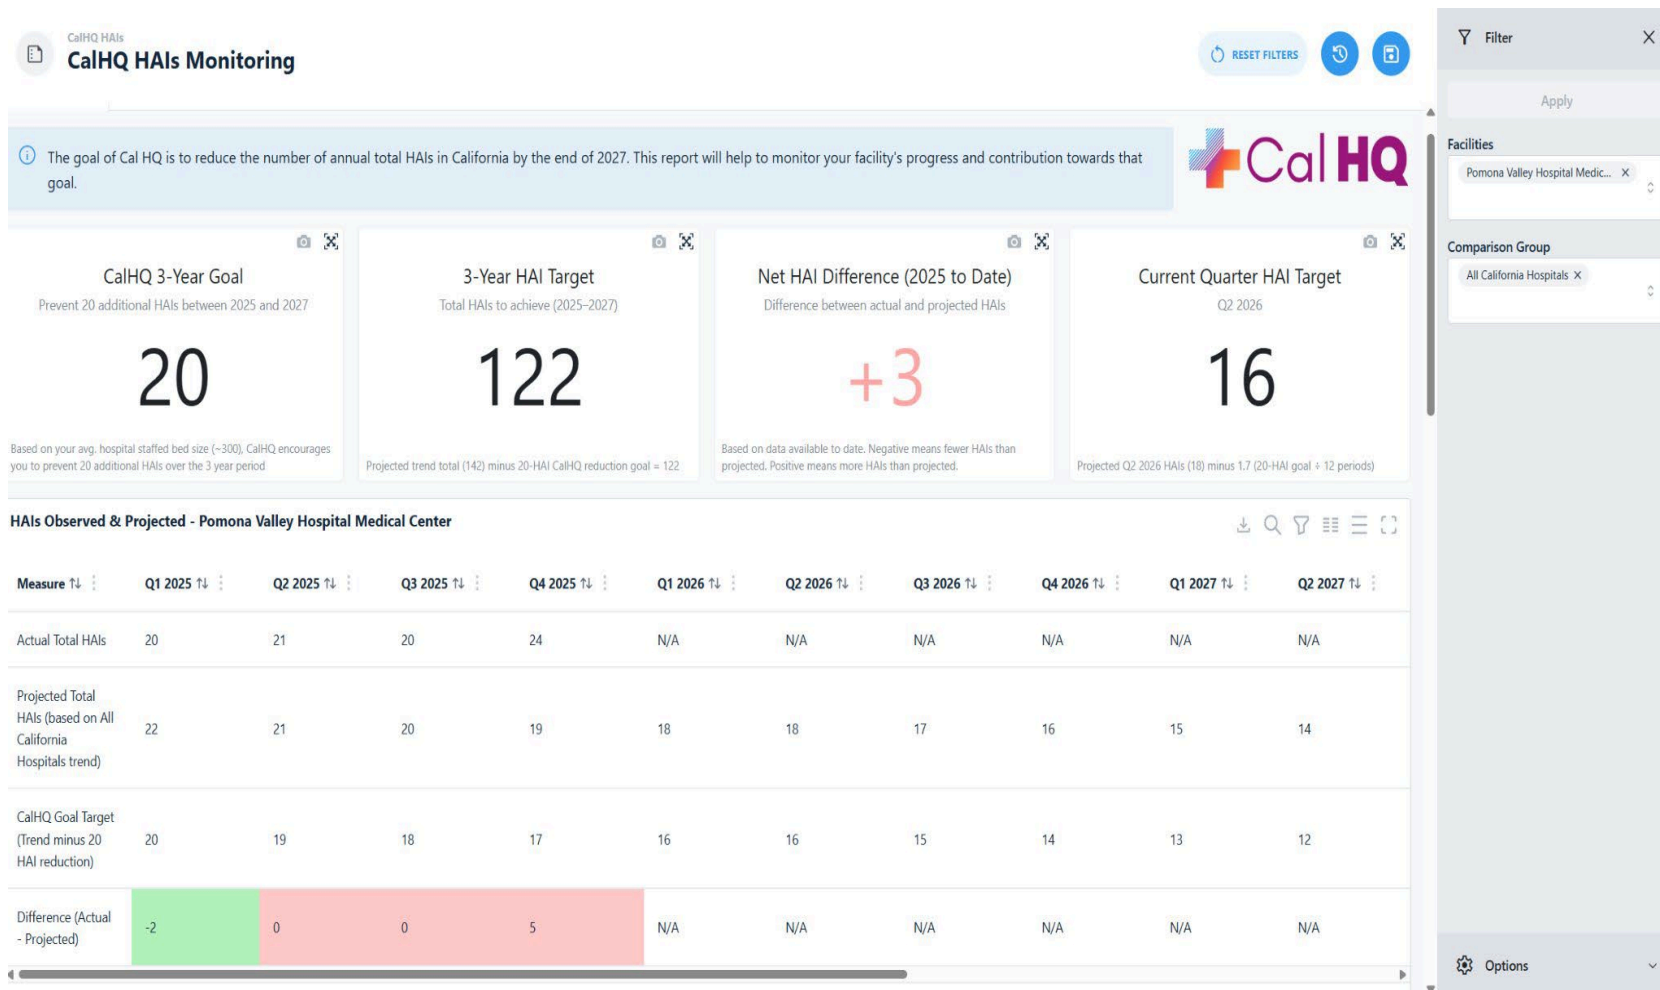 CalHQ HAIs
CalHQ HAIs Monitoring
RESET FILTERS
Filter
Apply
Facilities
Pomona Valley Hospital Medic...
Comparison Group
All California Hospitals
The goal of Cal HQ is to reduce the number of annual total HAIs in California by the end of 2027. This report will help to monitor your facility's progress and contribution towards that
goal.
Cal HQ
CalHQ 3-Year Goal
Prevent 20 additional HAIs between 2025 and 2027
20
Based on your avg. hospital staffed bed size (~300), CalHQ encourages
you to prevent 20 additional HAIs over the 3 year period
3-Year HAI Target
Total HAIs to achieve (2025–2027)
122
Projected trend total (142) minus 20-HAI CalHQ reduction goal = 122
Net HAI Difference (2025 to Date)
Difference between actual and projected HAIs
+3
Based on data available to date. Negative means fewer HAIs than
projected. Positive means more HAIs than projected.
Current Quarter HAI Target
Q2 2026
16
Projected Q2 2026 HAIs (18) minus 1.7 (20-HAI goal ÷ 12 periods)
HAIs Observed & Projected - Pomona Valley Hospital Medical Center
Measure Q1 2025 Q2 2025 Q3 2025 Q4 2025 Q1 2026 Q2 2026 Q3 2026 Q4 2026 Q1 2027 Q2 2027
Actual Total HAIs 20 21 20 24 N/A N/A N/A N/A N/A N/A
Projected Total
HAIs (based on All
California
Hospitals trend)
22 21 20 19 18 18 17 16 15 14
CalHQ Goal Target
(Trend minus 20
HAI reduction)
20 19 18 17 16 16 15 14 13 12
Difference (Actual
- Projected)
-2 0 0 5 N/A N/A N/A N/A N/A N/A
Options